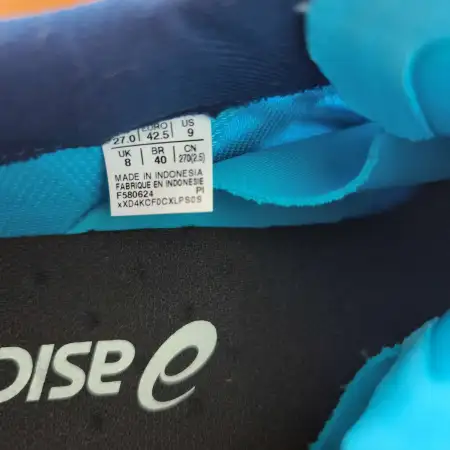 27.0 EURO 42.5 US 9
UK 8 BR 40 CN 270(2.5)
MADE IN INDONESIA
FABRIQUE EN INDONESIE
F580624 PI
xXD4KCF0CXLPS0S
asic